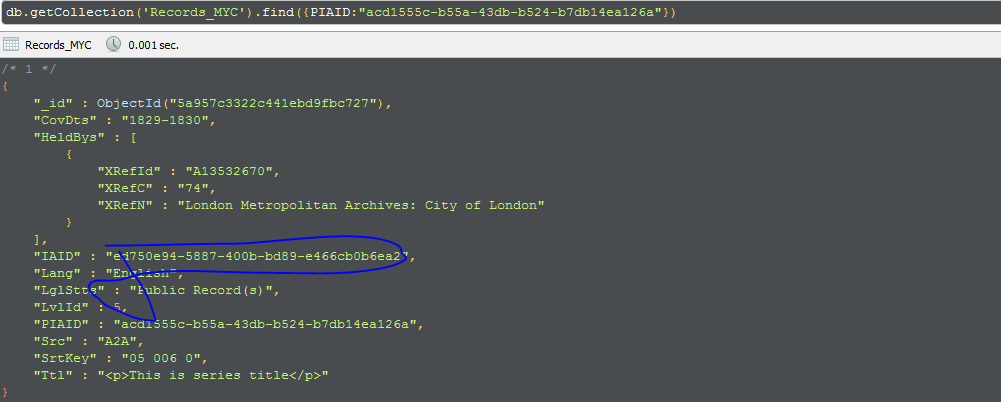 db.getCollection('Records_MYC').find({PIAID:"acd1555c-b55a-43db-b524-b7db14ea126a"})
Records_MYC 0.001 sec.
/* 1 */
{
    "_id" : ObjectId("5a957c3322c441ebd9fbc727"),
    "CovDts" : "1829-1830",
    "HeldBys" : [
        {
            "XRefId" : "A13532670",
            "XRefC" : "74",
            "XRefN" : "London Metropolitan Archives: City of London"
        }
    ],
    "IAID" : "ed750e94-5887-400b-bd89-e466cb0b6ea2",
    "Lang" : "English",
    "LglStts" : "Public Record(s)",
    "LvlId" : 5,
    "PIAID" : "acd1555c-b55a-43db-b524-b7db14ea126a",
    "Src" : "A2A",
    "SrtKey" : "05 006 0",
    "Ttl" : "<p>This is series title</p>"
}